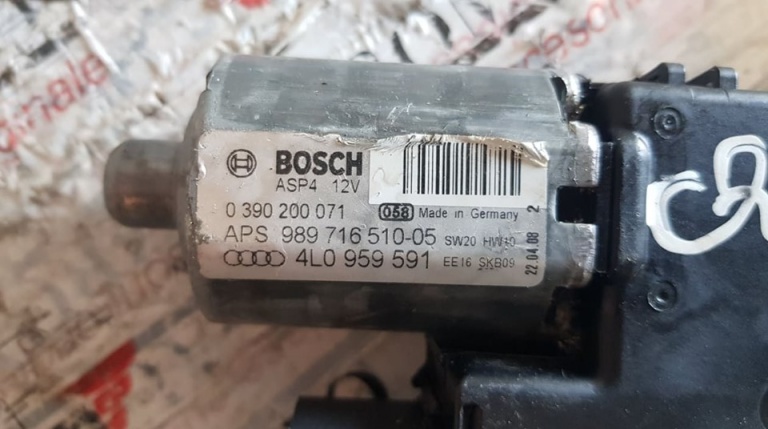 BOSCH
ASP4 12V
0 390 200 071 058 Made in Germany
APS 989 716 510-05 SW20 HW10
4L0 959 591 EE16 SKB09
22.04.08 2